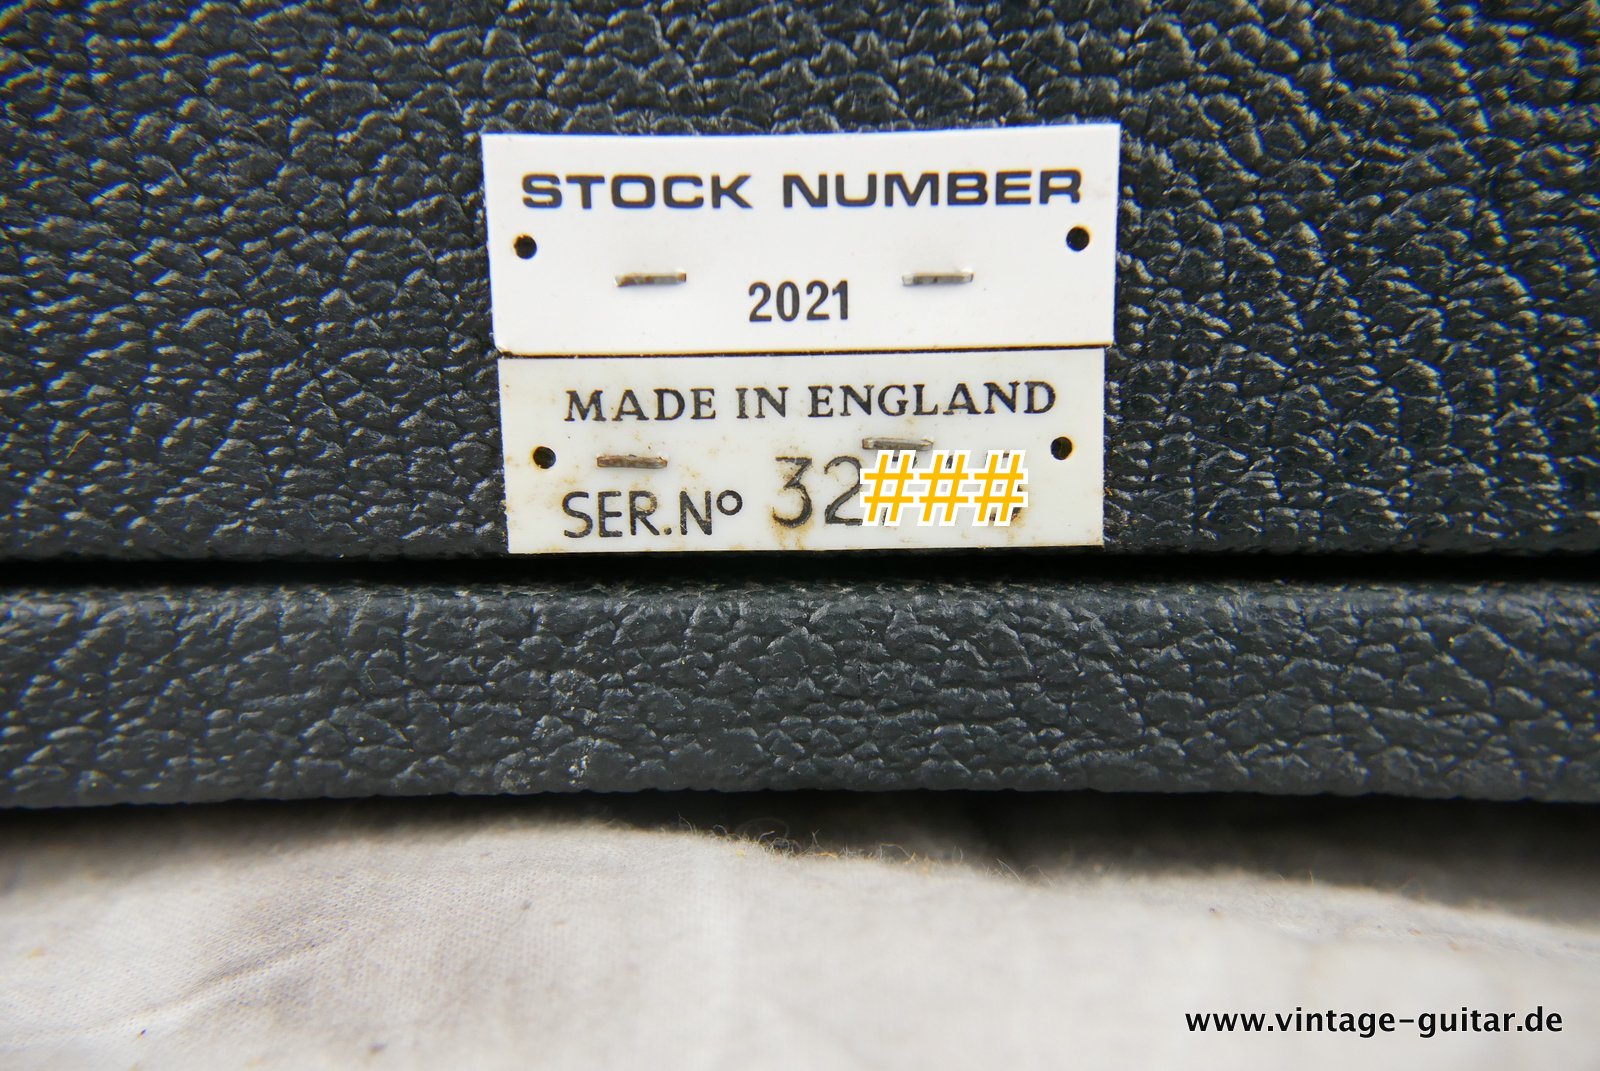 STOCK NUMBER
2021
MADE IN ENGLAND
SER.Nº 32###
www.vintage-guitar.de